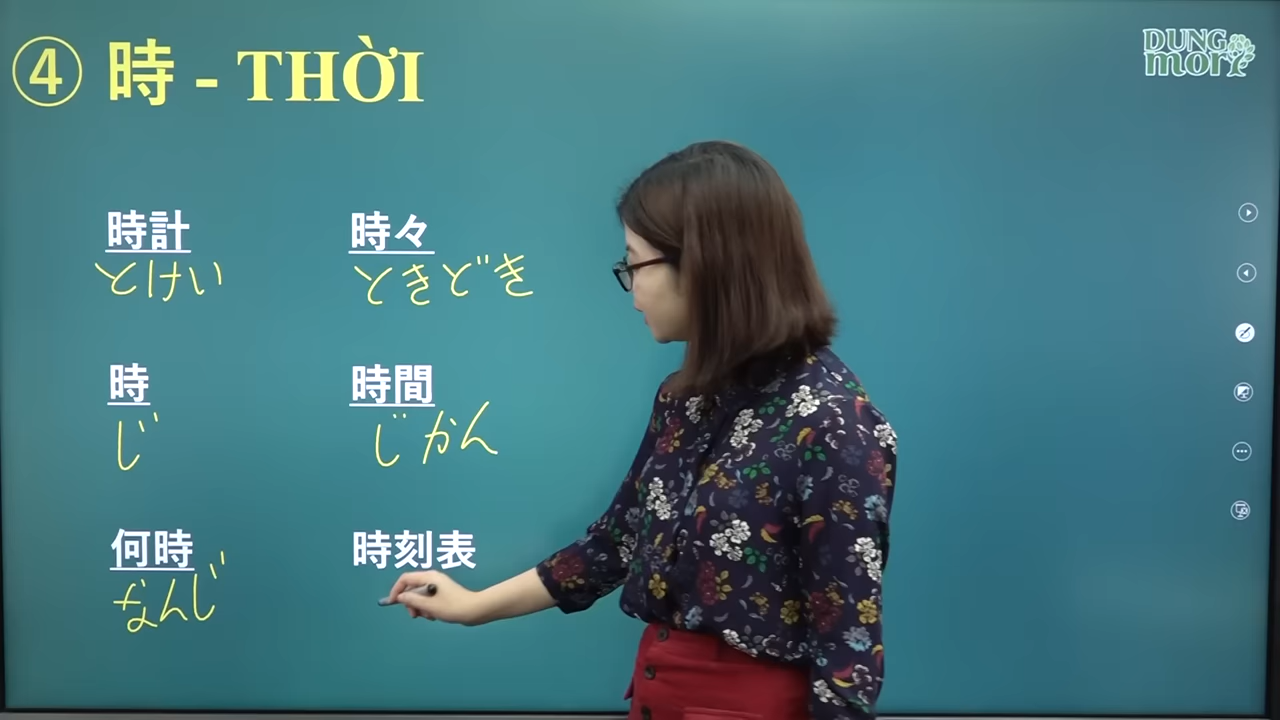 ④ 時 - THỜI
DUNG
mori
時計
とけい
時々
ときどき
時
じ
時間
じかん
何時
なんじ
時刻表